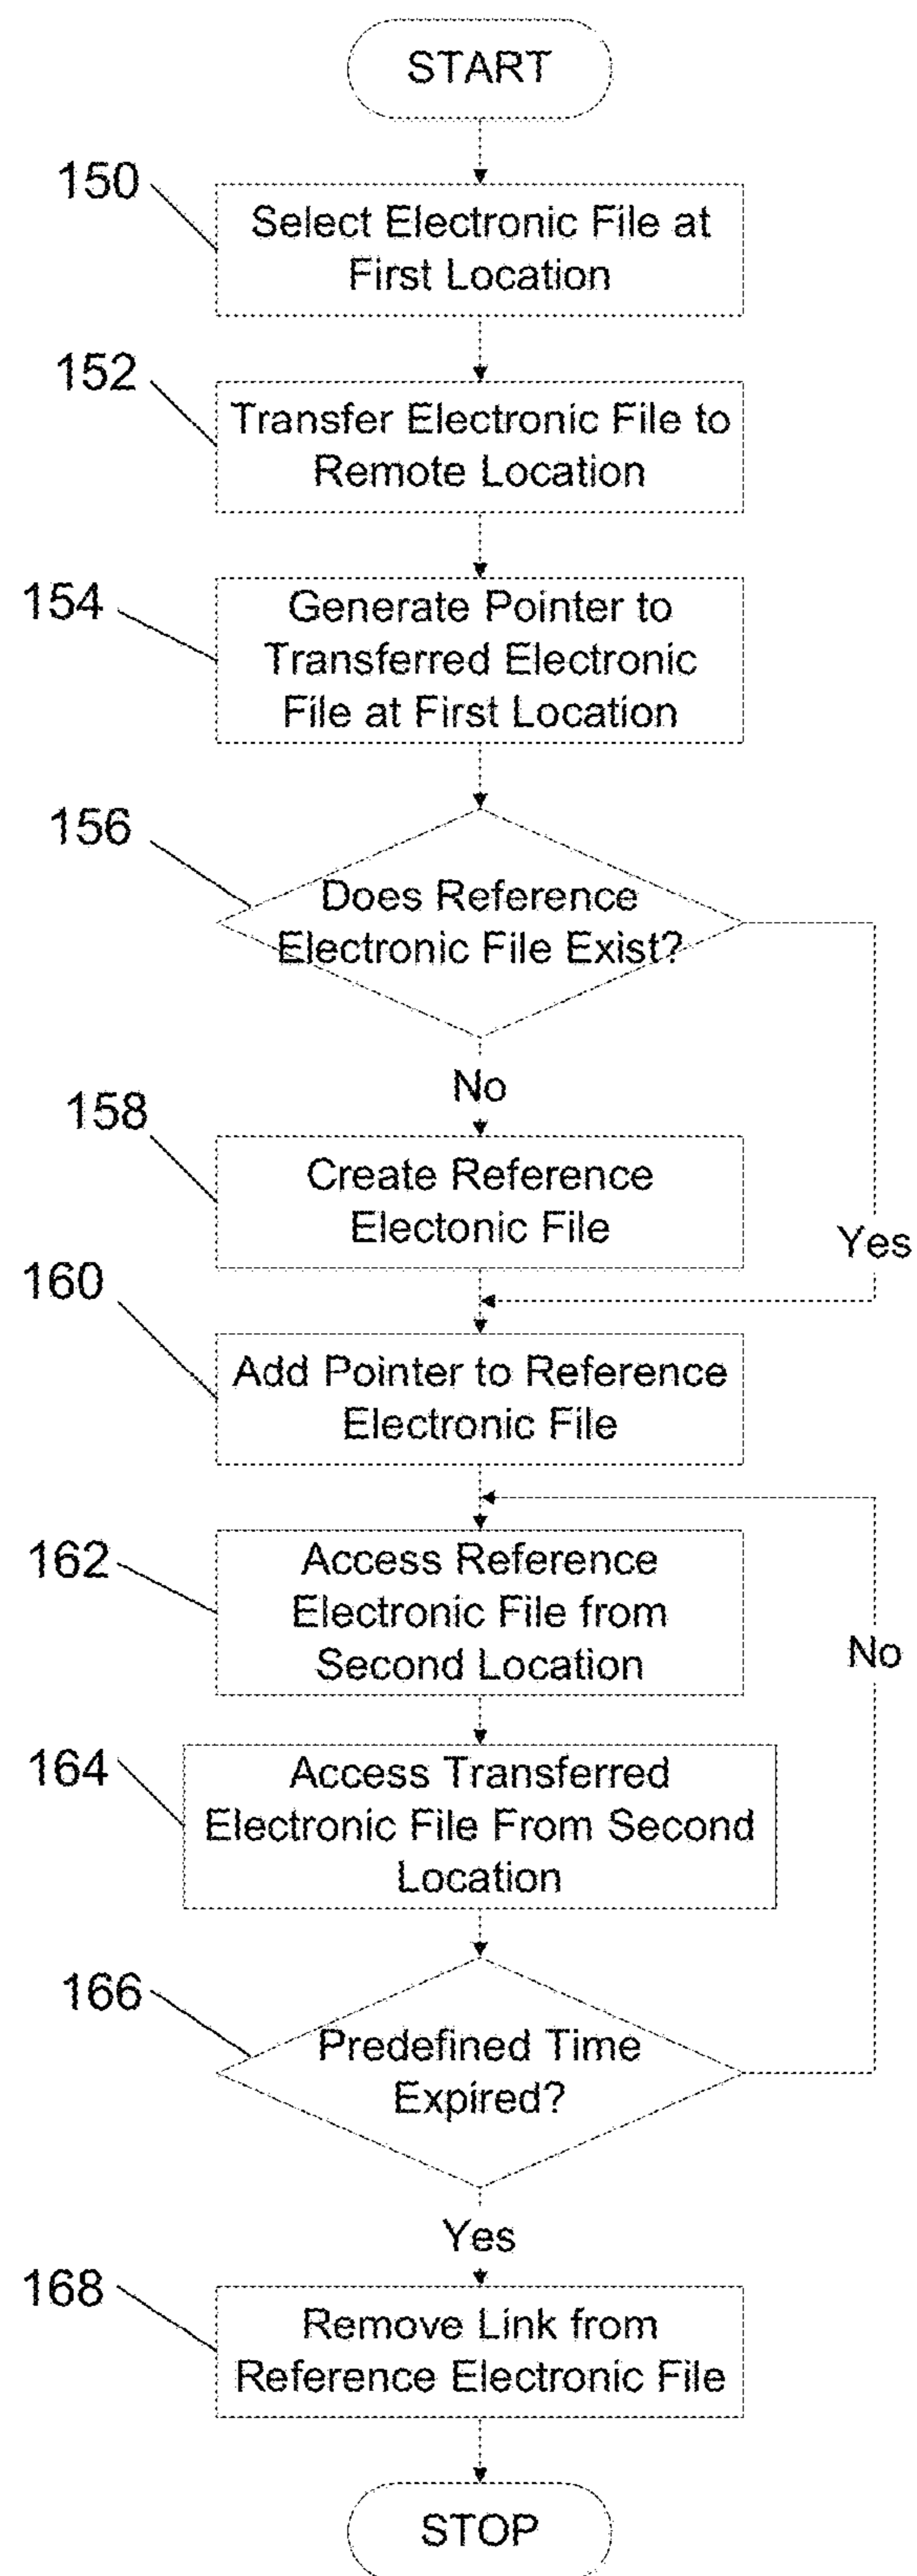 START
150
Select Electronic File at
First Location
152
Transfer Electronic File to
Remote Location
154
Generate Pointer to
Transferred Electronic
File at First Location
156
Does Reference
Electronic File Exist?
No
Yes
158
Create Reference
Electonic File
160
Add Pointer to Reference
Electronic File
162
Access Reference
Electronic File from
Second Location
No
164
Access Transferred
Electronic File From Second
Location
166
Predefined Time
Expired?
Yes
168
Remove Link from
Reference Electronic File
STOP